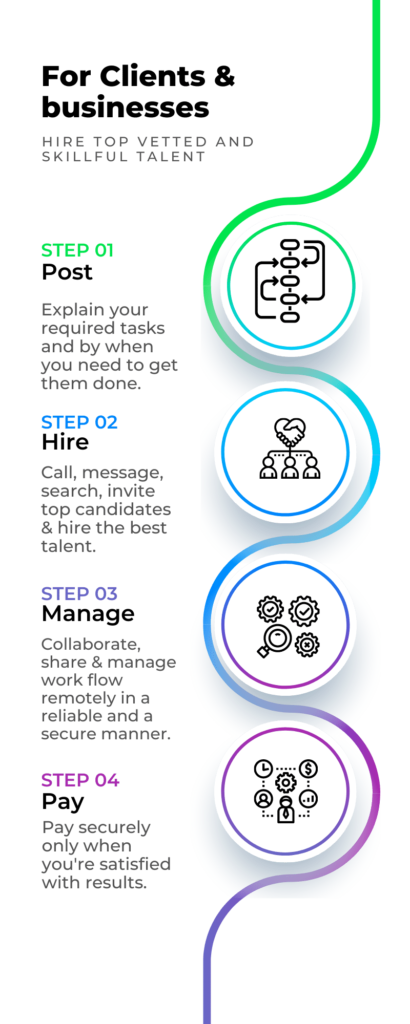 For Clients &
businesses
HIRE TOP VETTED AND
SKILLFUL TALENT
STEP 01
Post
Explain your
required tasks
and by when
you need to get
them done.
STEP 02
Hire
Call, message,
search, invite
top candidates
& hire the best
talent.
STEP 03
Manage
Collaborate,
share & manage
work flow
remotely in a
reliable and a
secure manner.
STEP 04
Pay
Pay securely
only when
you're satisfied
with results.